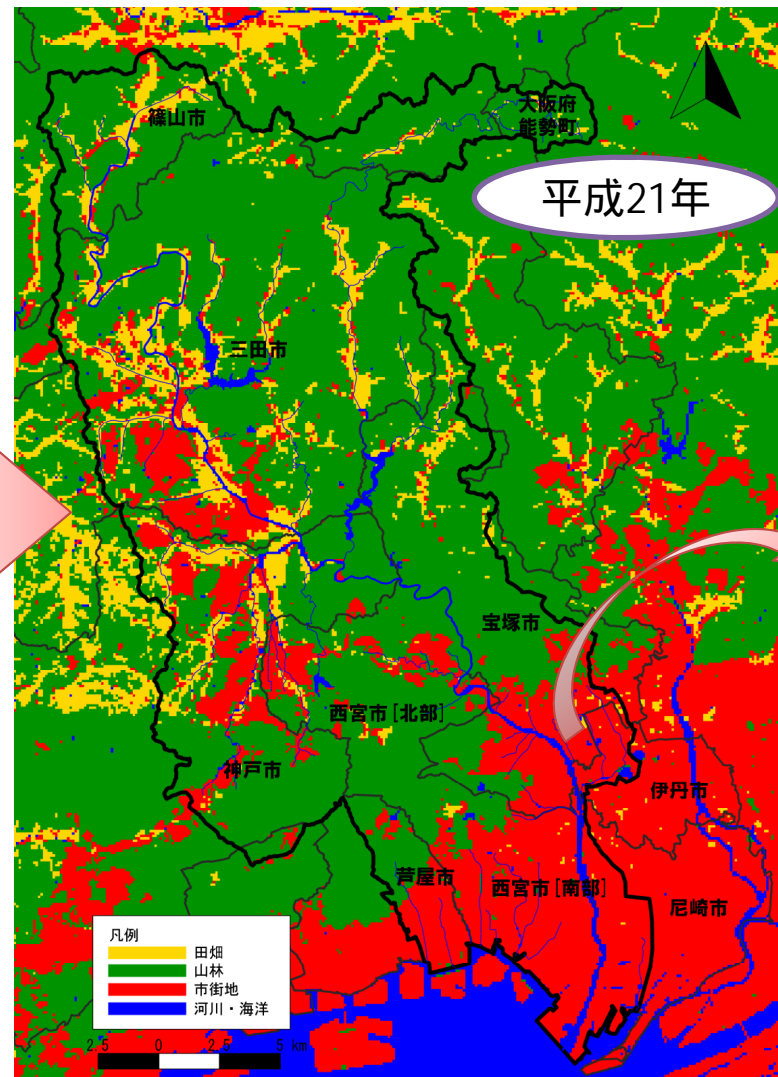 篠山市
大阪府
能勢町
平成21年
三田市
宝塚市
西宮市[北部]
神戸市
伊丹市
芦屋市
西宮市[南部]
尼崎市
凡例
田畑
山林
市街地
河川・海洋
2.5 0 2.5 5 km